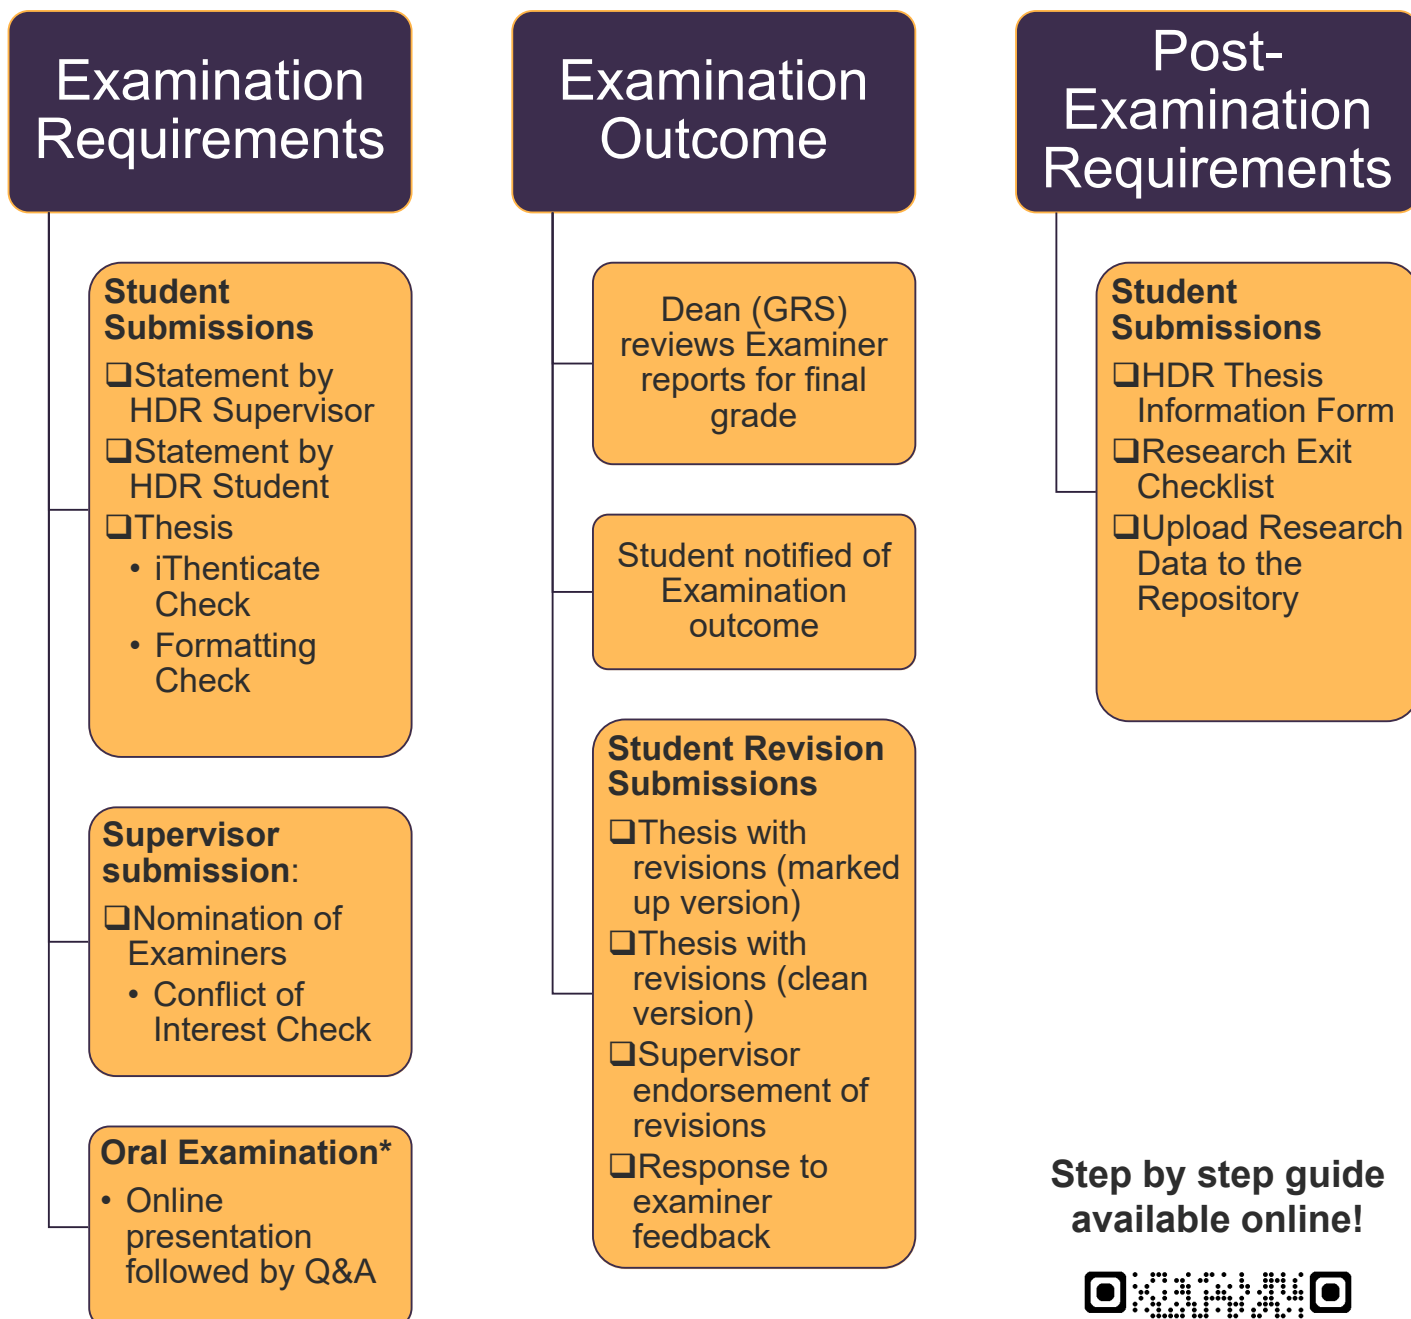 Examination
Requirements
Student
Submissions
❑Statement by
HDR Supervisor
❑Statement by
HDR Student
❑Thesis
• iThenticate
Check
• Formatting
Check
Supervisor
submission:
❑Nomination of
Examiners
• Conflict of
Interest Check
Oral Examination*
• Online
presentation
followed by Q&A
Examination
Outcome
Dean (GRS)
reviews Examiner
reports for final
grade
Student notified of
Examination
outcome
Student Revision
Submissions
❑Thesis with
revisions (marked
up version)
❑Thesis with
revisions (clean
version)
❑Supervisor
endorsement of
revisions
❑Response to
examiner
feedback
Post-
Examination
Requirements
Student
Submissions
❑HDR Thesis
Information Form
❑Research Exit
Checklist
❑Upload Research
Data to the
Repository
Step by step guide
available online!